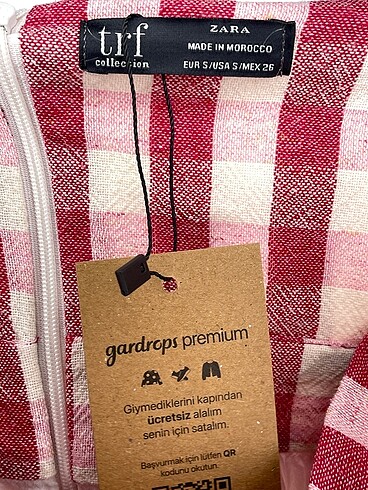 trf
collection
ZARA
MADE IN MOROCCO
EUR S/USA S/MEX 26
gardrops premium
Giymediklerini kapından
ücretsiz alalım
senin için satalım.
Başvurmak için lütfen QR
kodunu okutun.